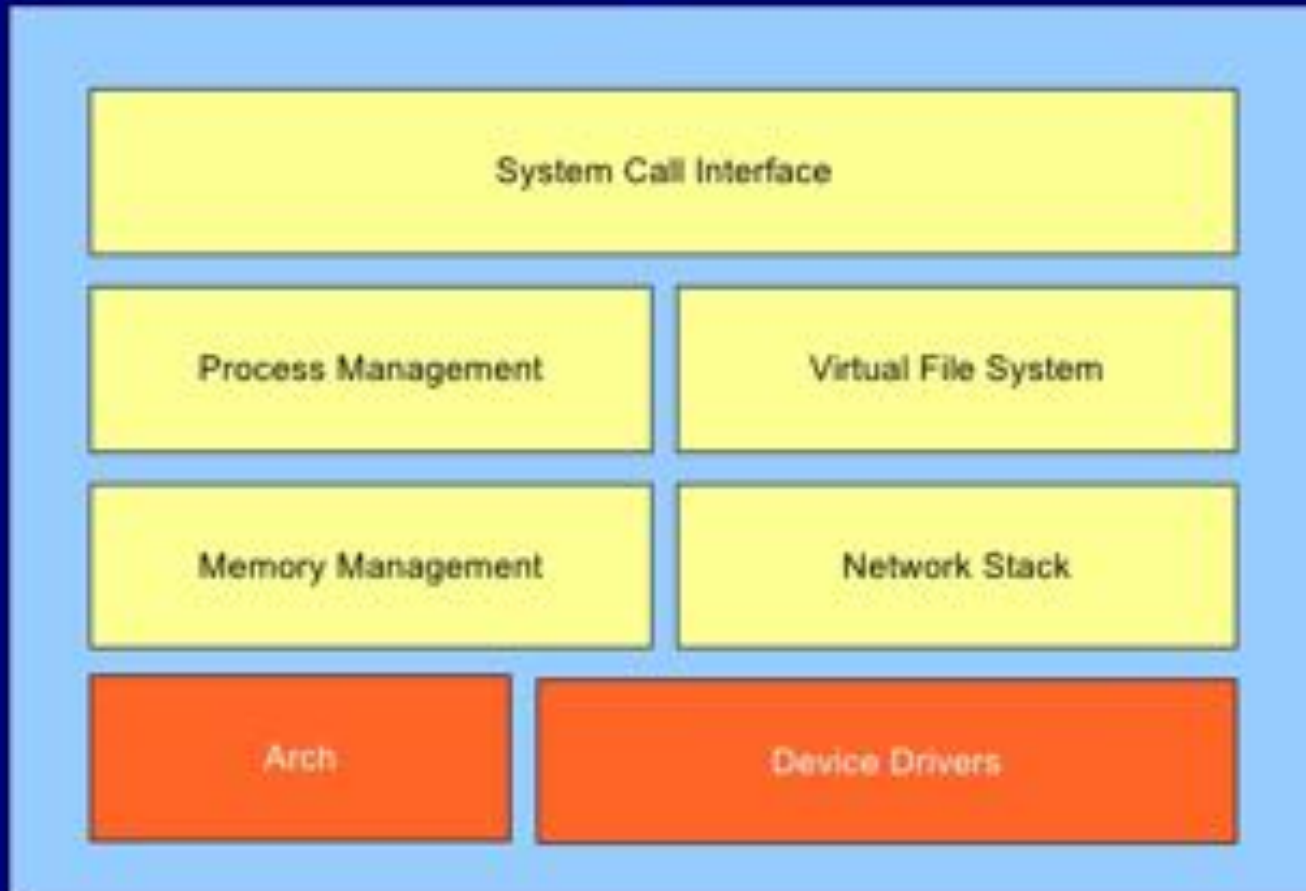 System Call Interface
Process Management
Virtual File System
Memory Management
Network Stack
Arch
Device Drivers